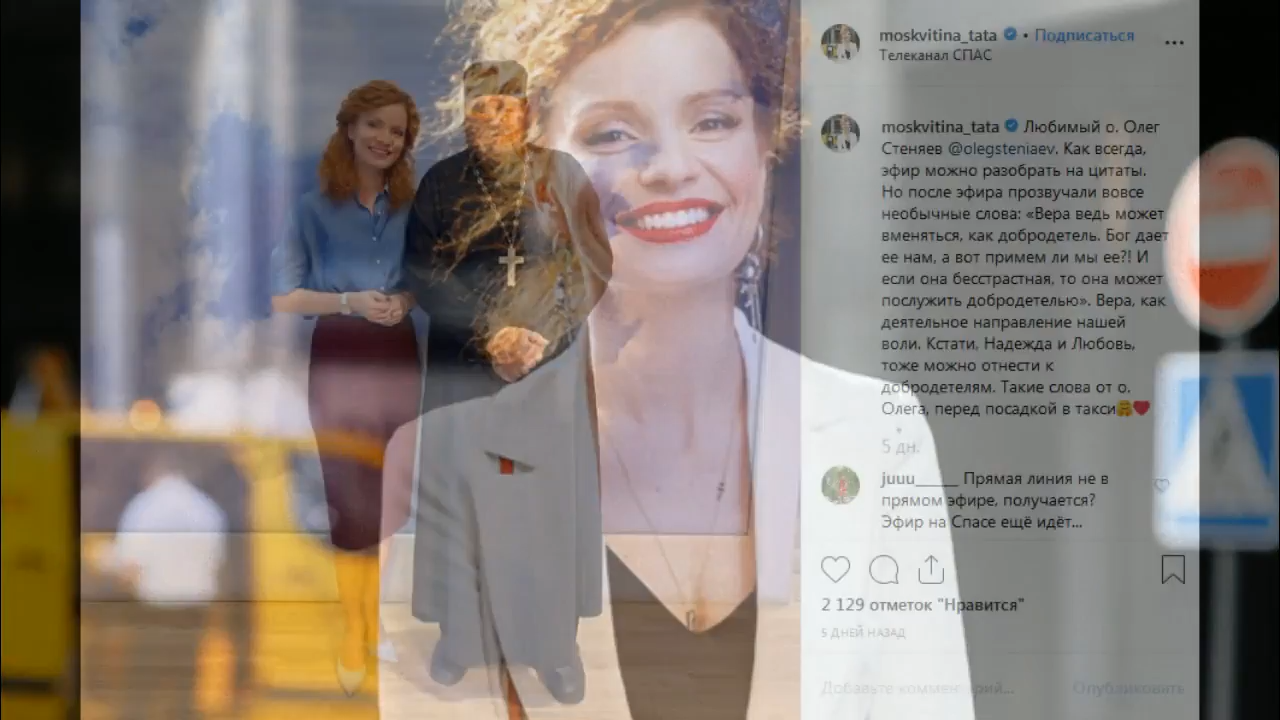 moskvitina_tata • Подписаться
Телеканал СПАС
moskvitina_tata Любимый о. Олег
Стеняев @olegsteniaev. Как всегда,
эфир можно разобрать на цитаты.
Но после эфира прозвучали вовсе
необычные слова: «Вера ведь может
вменяться, как добродетель. Бог дает
ее нам, а вот примем ли мы ее?! И
если она бесстрастная, то она может
послужить добродетелью». Вера, как
деятельное направление нашей
воли. Кстати, Надежда и Любовь,
тоже можно отнести к
добродетелям. Такие слова от о.
Олега, перед посадкой в такси🤗❤️
5 дн.
juuu_____ Прямая линия не в
прямом эфире, получается?
Эфир на Спасе ещё идёт...
2 129 отметок "Нравится"
5 ДНЕЙ НАЗАД
Добавьте комментарий... Опубликовать